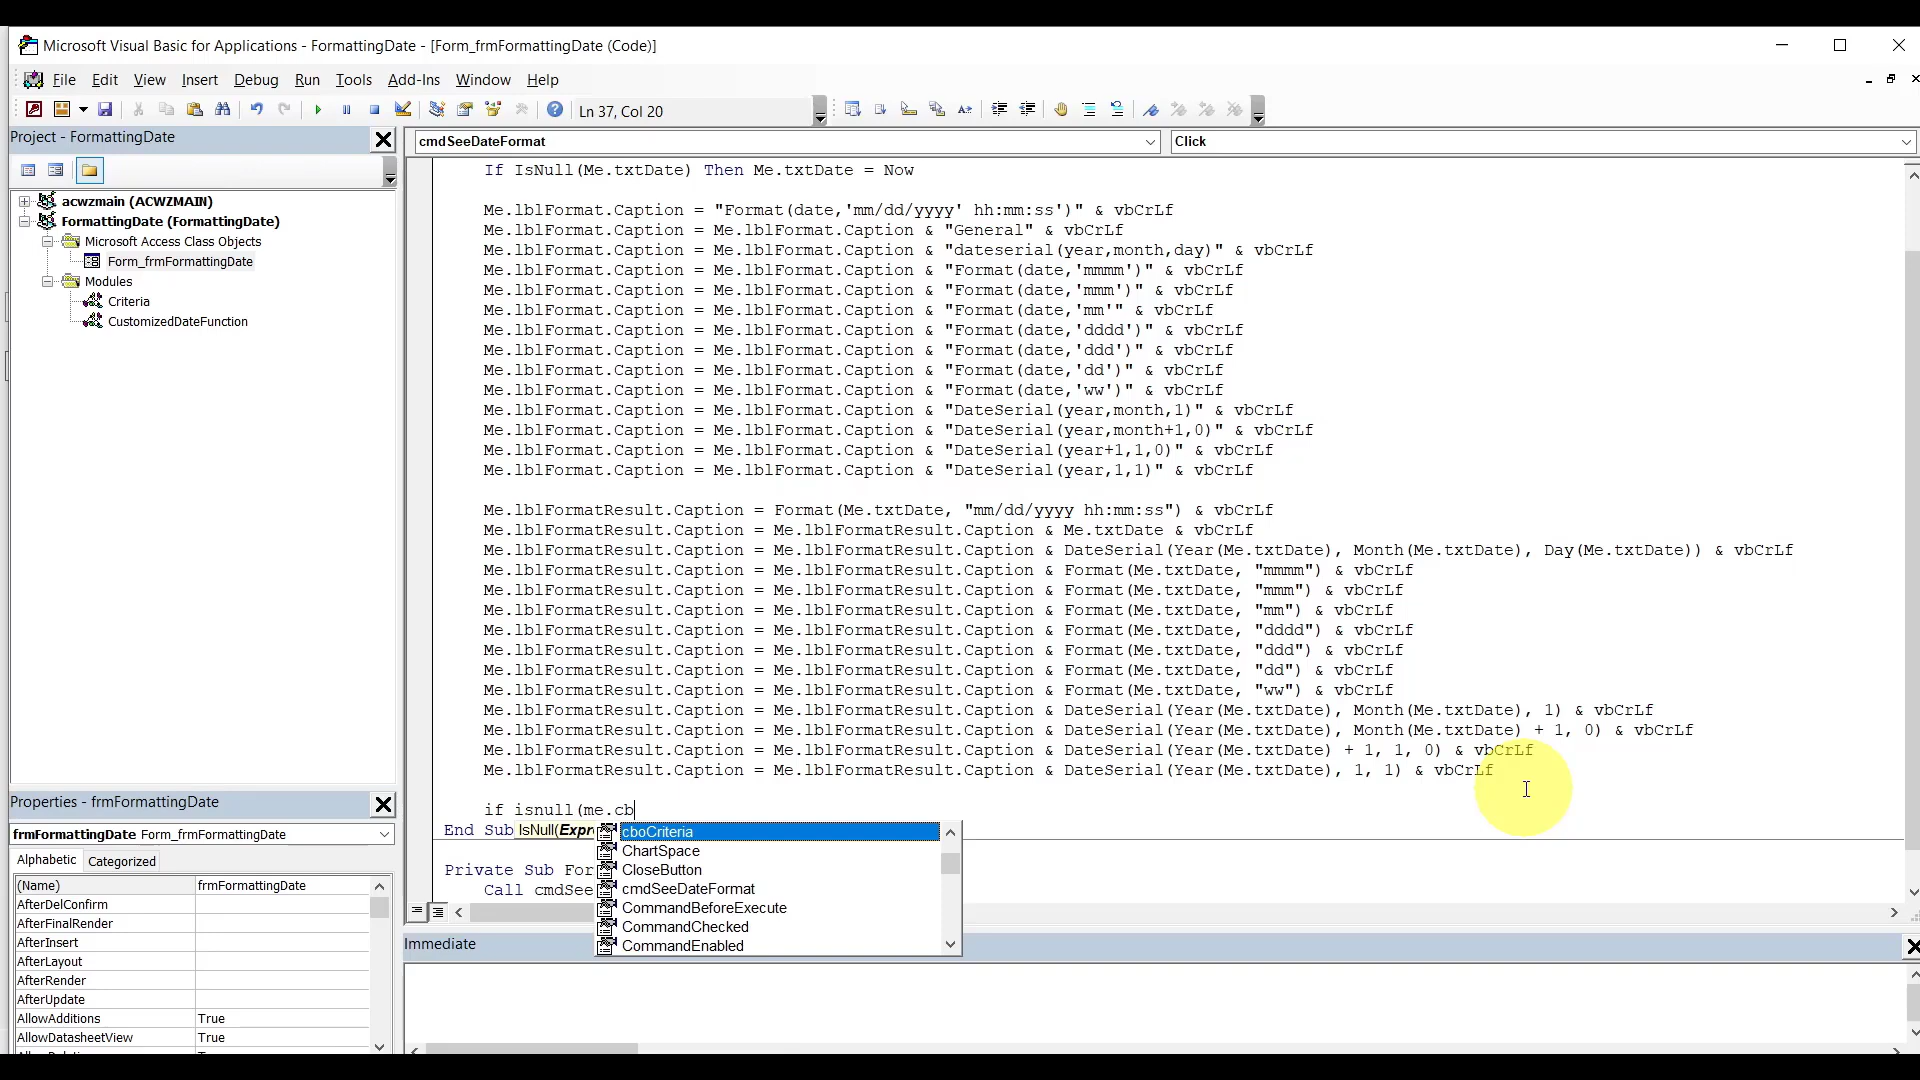 Microsoft Visual Basic for Applications - FormattingDate - [Form_frmFormattingDate (Code)]
File Edit View Insert Debug Run Tools Add-Ins Window Help
Ln 37, Col 20
Project - FormattingDate
cmdSeeDateFormat Click
acwzmain (ACWZMAIN)
FormattingDate (FormattingDate)
Microsoft Access Class Objects
Form_frmFormattingDate
Modules
Criteria
CustomizedDateFunction
If IsNull(Me.txtDate) Then Me.txtDate = Now
Me.lblFormat.Caption = "Format(date,'mm/dd/yyyy' hh:mm:ss')" & vbCrLf
Me.lblFormat.Caption = Me.lblFormat.Caption & "General" & vbCrLf
Me.lblFormat.Caption = Me.lblFormat.Caption & "dateserial(year,month,day)" & vbCrLf
Me.lblFormat.Caption = Me.lblFormat.Caption & "Format(date,'mmmm')" & vbCrLf
Me.lblFormat.Caption = Me.lblFormat.Caption & "Format(date,'mmm')" & vbCrLf
Me.lblFormat.Caption = Me.lblFormat.Caption & "Format(date,'mm'" & vbCrLf
Me.lblFormat.Caption = Me.lblFormat.Caption & "Format(date,'dddd')" & vbCrLf
Me.lblFormat.Caption = Me.lblFormat.Caption & "Format(date,'ddd')" & vbCrLf
Me.lblFormat.Caption = Me.lblFormat.Caption & "Format(date,'dd')" & vbCrLf
Me.lblFormat.Caption = Me.lblFormat.Caption & "Format(date,'ww')" & vbCrLf
Me.lblFormat.Caption = Me.lblFormat.Caption & "DateSerial(year,month,1)" & vbCrLf
Me.lblFormat.Caption = Me.lblFormat.Caption & "DateSerial(year,month+1,0)" & vbCrLf
Me.lblFormat.Caption = Me.lblFormat.Caption & "DateSerial(year+1,1,0)" & vbCrLf
Me.lblFormat.Caption = Me.lblFormat.Caption & "DateSerial(year,1,1)" & vbCrLf
Me.lblFormatResult.Caption = Format(Me.txtDate, "mm/dd/yyyy hh:mm:ss") & vbCrLf
Me.lblFormatResult.Caption = Me.lblFormatResult.Caption & Me.txtDate & vbCrLf
Me.lblFormatResult.Caption = Me.lblFormatResult.Caption & DateSerial(Year(Me.txtDate), Month(Me.txtDate), Day(Me.txtDate)) & vbCrLf
Me.lblFormatResult.Caption = Me.lblFormatResult.Caption & Format(Me.txtDate, "mmmm") & vbCrLf
Me.lblFormatResult.Caption = Me.lblFormatResult.Caption & Format(Me.txtDate, "mmm") & vbCrLf
Me.lblFormatResult.Caption = Me.lblFormatResult.Caption & Format(Me.txtDate, "mm") & vbCrLf
Me.lblFormatResult.Caption = Me.lblFormatResult.Caption & Format(Me.txtDate, "dddd") & vbCrLf
Me.lblFormatResult.Caption = Me.lblFormatResult.Caption & Format(Me.txtDate, "ddd") & vbCrLf
Me.lblFormatResult.Caption = Me.lblFormatResult.Caption & Format(Me.txtDate, "dd") & vbCrLf
Me.lblFormatResult.Caption = Me.lblFormatResult.Caption & Format(Me.txtDate, "ww") & vbCrLf
Me.lblFormatResult.Caption = Me.lblFormatResult.Caption & DateSerial(Year(Me.txtDate), Month(Me.txtDate), 1) & vbCrLf
Me.lblFormatResult.Caption = Me.lblFormatResult.Caption & DateSerial(Year(Me.txtDate), Month(Me.txtDate) + 1, 0) & vbCrLf
Me.lblFormatResult.Caption = Me.lblFormatResult.Caption & DateSerial(Year(Me.txtDate) + 1, 1, 0) & vbCrLf
Me.lblFormatResult.Caption = Me.lblFormatResult.Caption & DateSerial(Year(Me.txtDate), 1, 1) & vbCrLf
if isnull(me.cb
End Sub IsNull(Expr
Private Sub For
Call cmdSee
cboCriteria
ChartSpace
CloseButton
cmdSeeDateFormat
CommandBeforeExecute
CommandChecked
CommandEnabled
Immediate
Properties - frmFormattingDate
frmFormattingDate Form_frmFormattingDate
Alphabetic Categorized
(Name) frmFormattingDate
AfterDelConfirm
AfterFinalRender
AfterInsert
AfterLayout
AfterRender
AfterUpdate
AllowAdditions True
AllowDatasheetView True